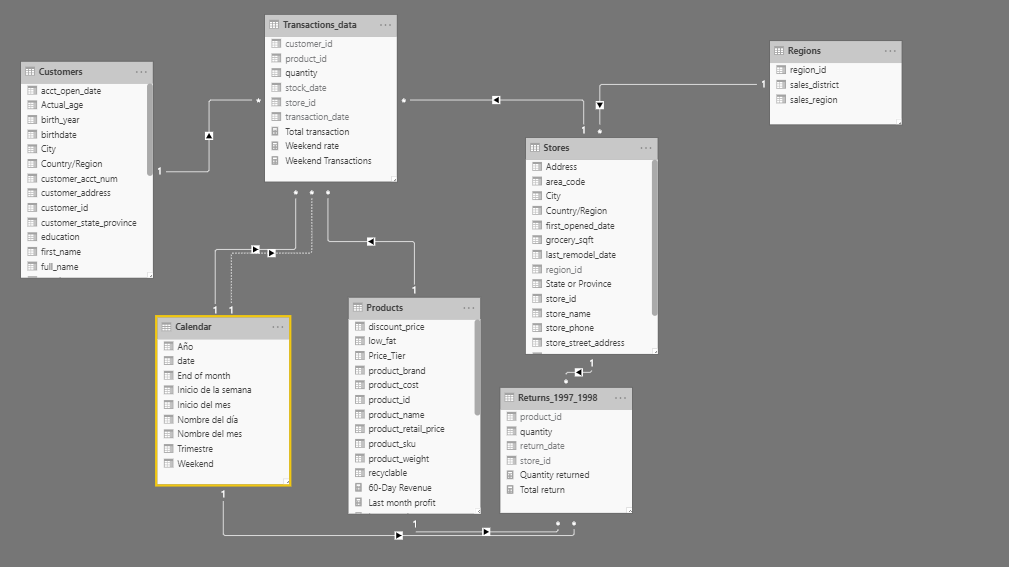 Transactions_data
customer_id
product_id
quantity
stock_date
store_id
transaction_date
Total transaction
Weekend rate
Weekend Transactions
*
*
*
*
*
Customers
acct_open_date
Actual_age
birth_year
birthdate
City
Country/Region
customer_acct_num
customer_address
customer_id
customer_state_province
education
first_name
full_name
1
Regions
region_id
sales_district
sales_region
1
1
*
Stores
Address
area_code
City
Country/Region
first_opened_date
grocery_sqft
last_remodel_date
region_id
State or Province
store_id
store_name
store_phone
store_street_address
1
*
1
1
Calendar
Año
date
End of month
Inicio de la semana
Inicio del mes
Nombre del día
Nombre del mes
Trimestre
Weekend
1
1
Products
discount_price
low_fat
Price_Tier
product_brand
product_cost
product_id
product_name
product_retail_price
product_sku
product_weight
recyclable
60-Day Revenue
Last month profit
1
Returns_1997_1998
product_id
quantity
return_date
store_id
Quantity returned
Total return
*
*